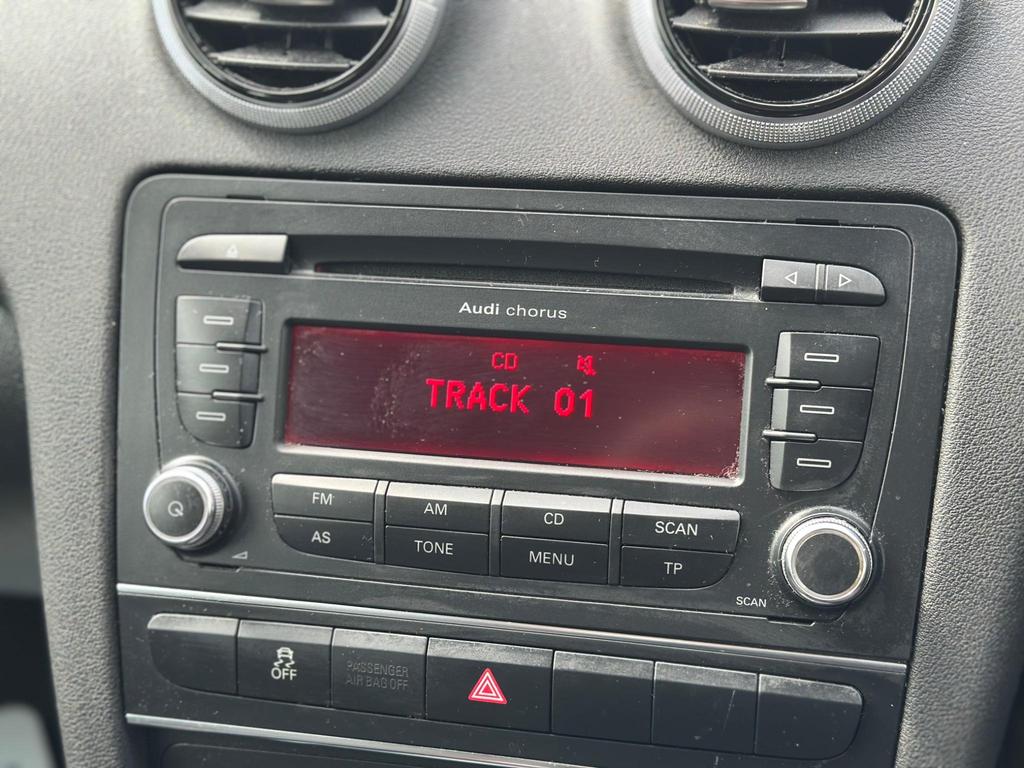 Audi chorus
CD
TRACK 01
FM
AM
CD
SCAN
AS
TONE
MENU
TP
SCAN
OFF
PASSENGER
AIR BAG OFF